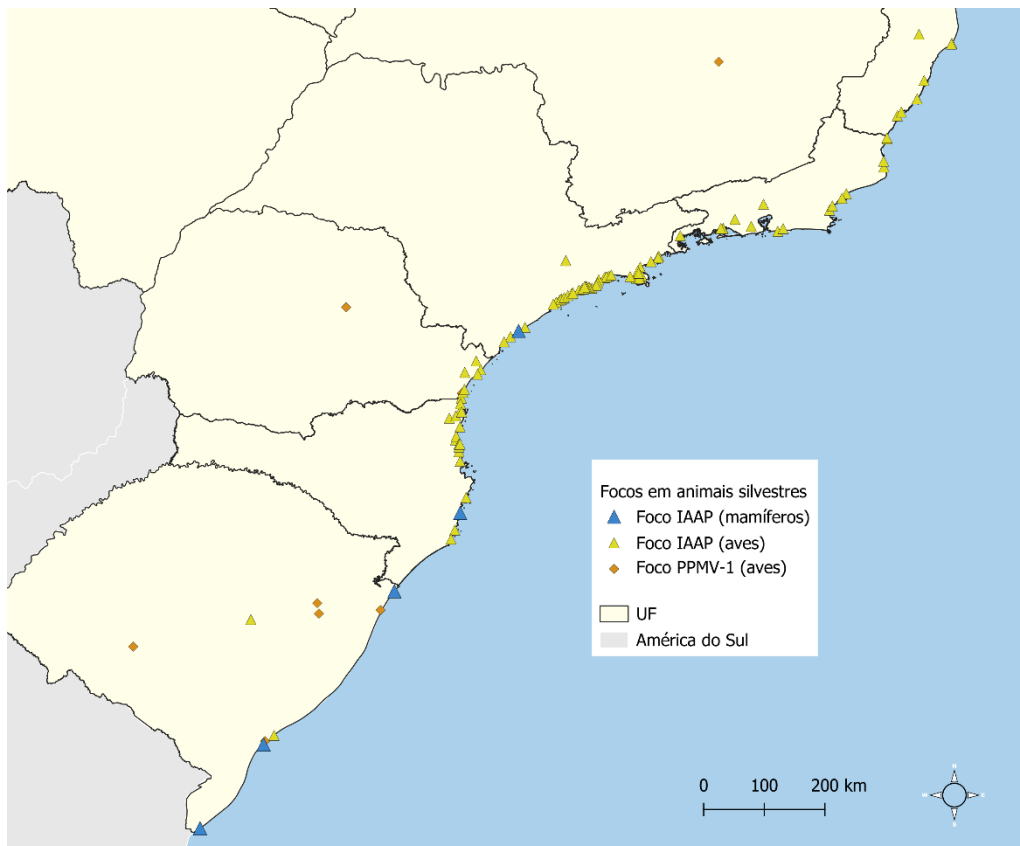 Focos em animais silvestres
Foco IAAP (mamíferos)
Foco IAAP (aves)
Foco PPMV-1 (aves)
UF
América do Sul
0 100 200 km
N
W E
S